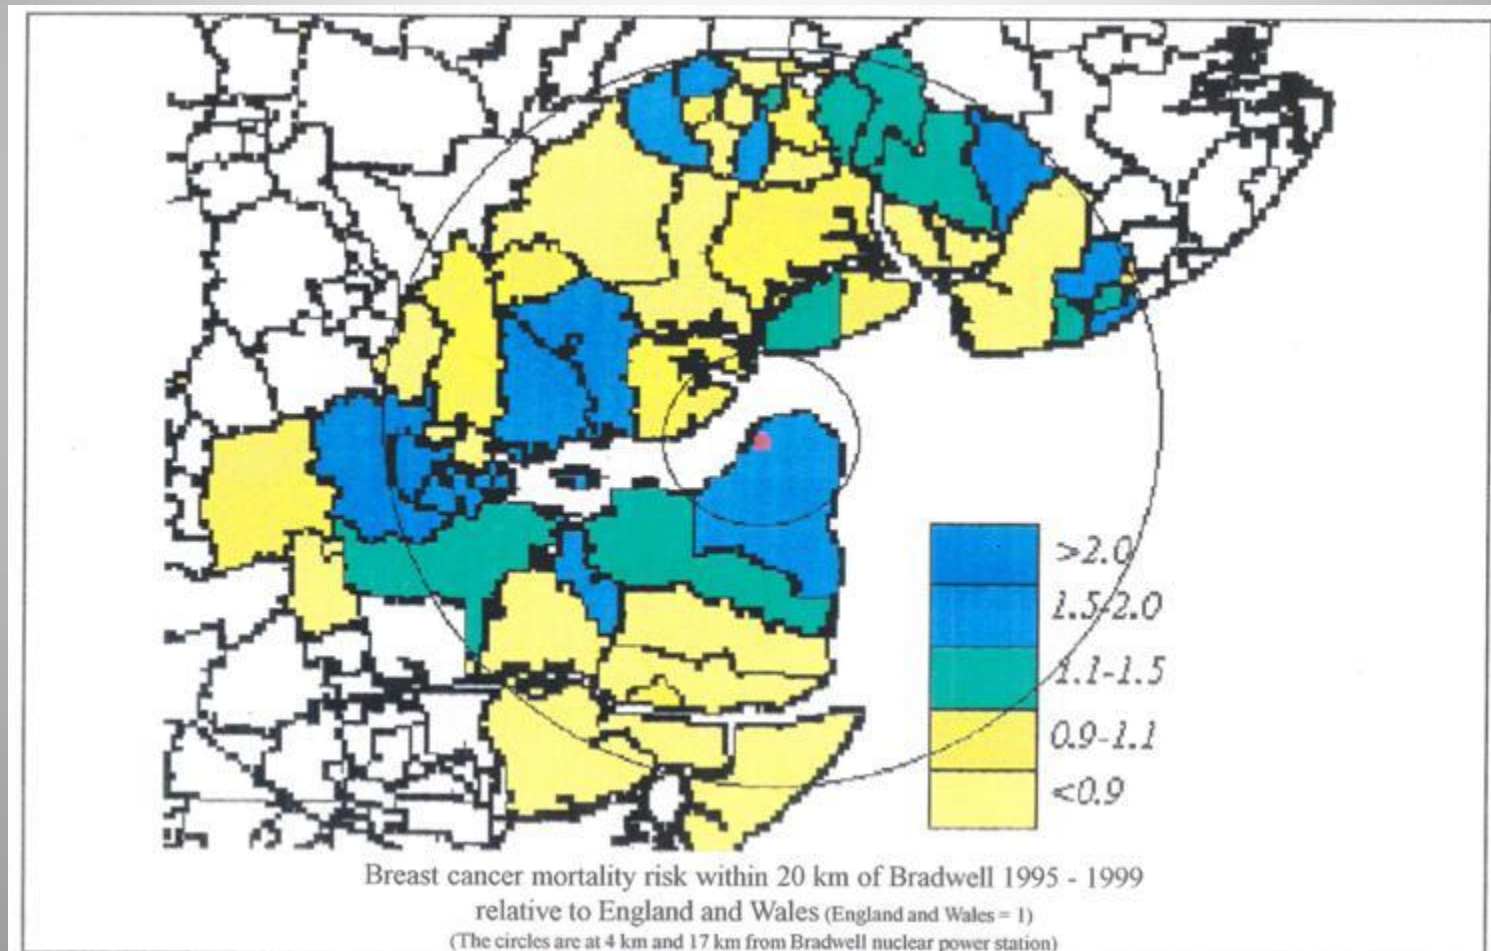 >2.0
1.5-2.0
1.1-1.5
0.9-1.1
<0.9
Breast cancer mortality risk within 20 km of Bradwell 1995 - 1999
relative to England and Wales (England and Wales = 1)
(The circles are at 4 km and 17 km from Bradwell nuclear power station)